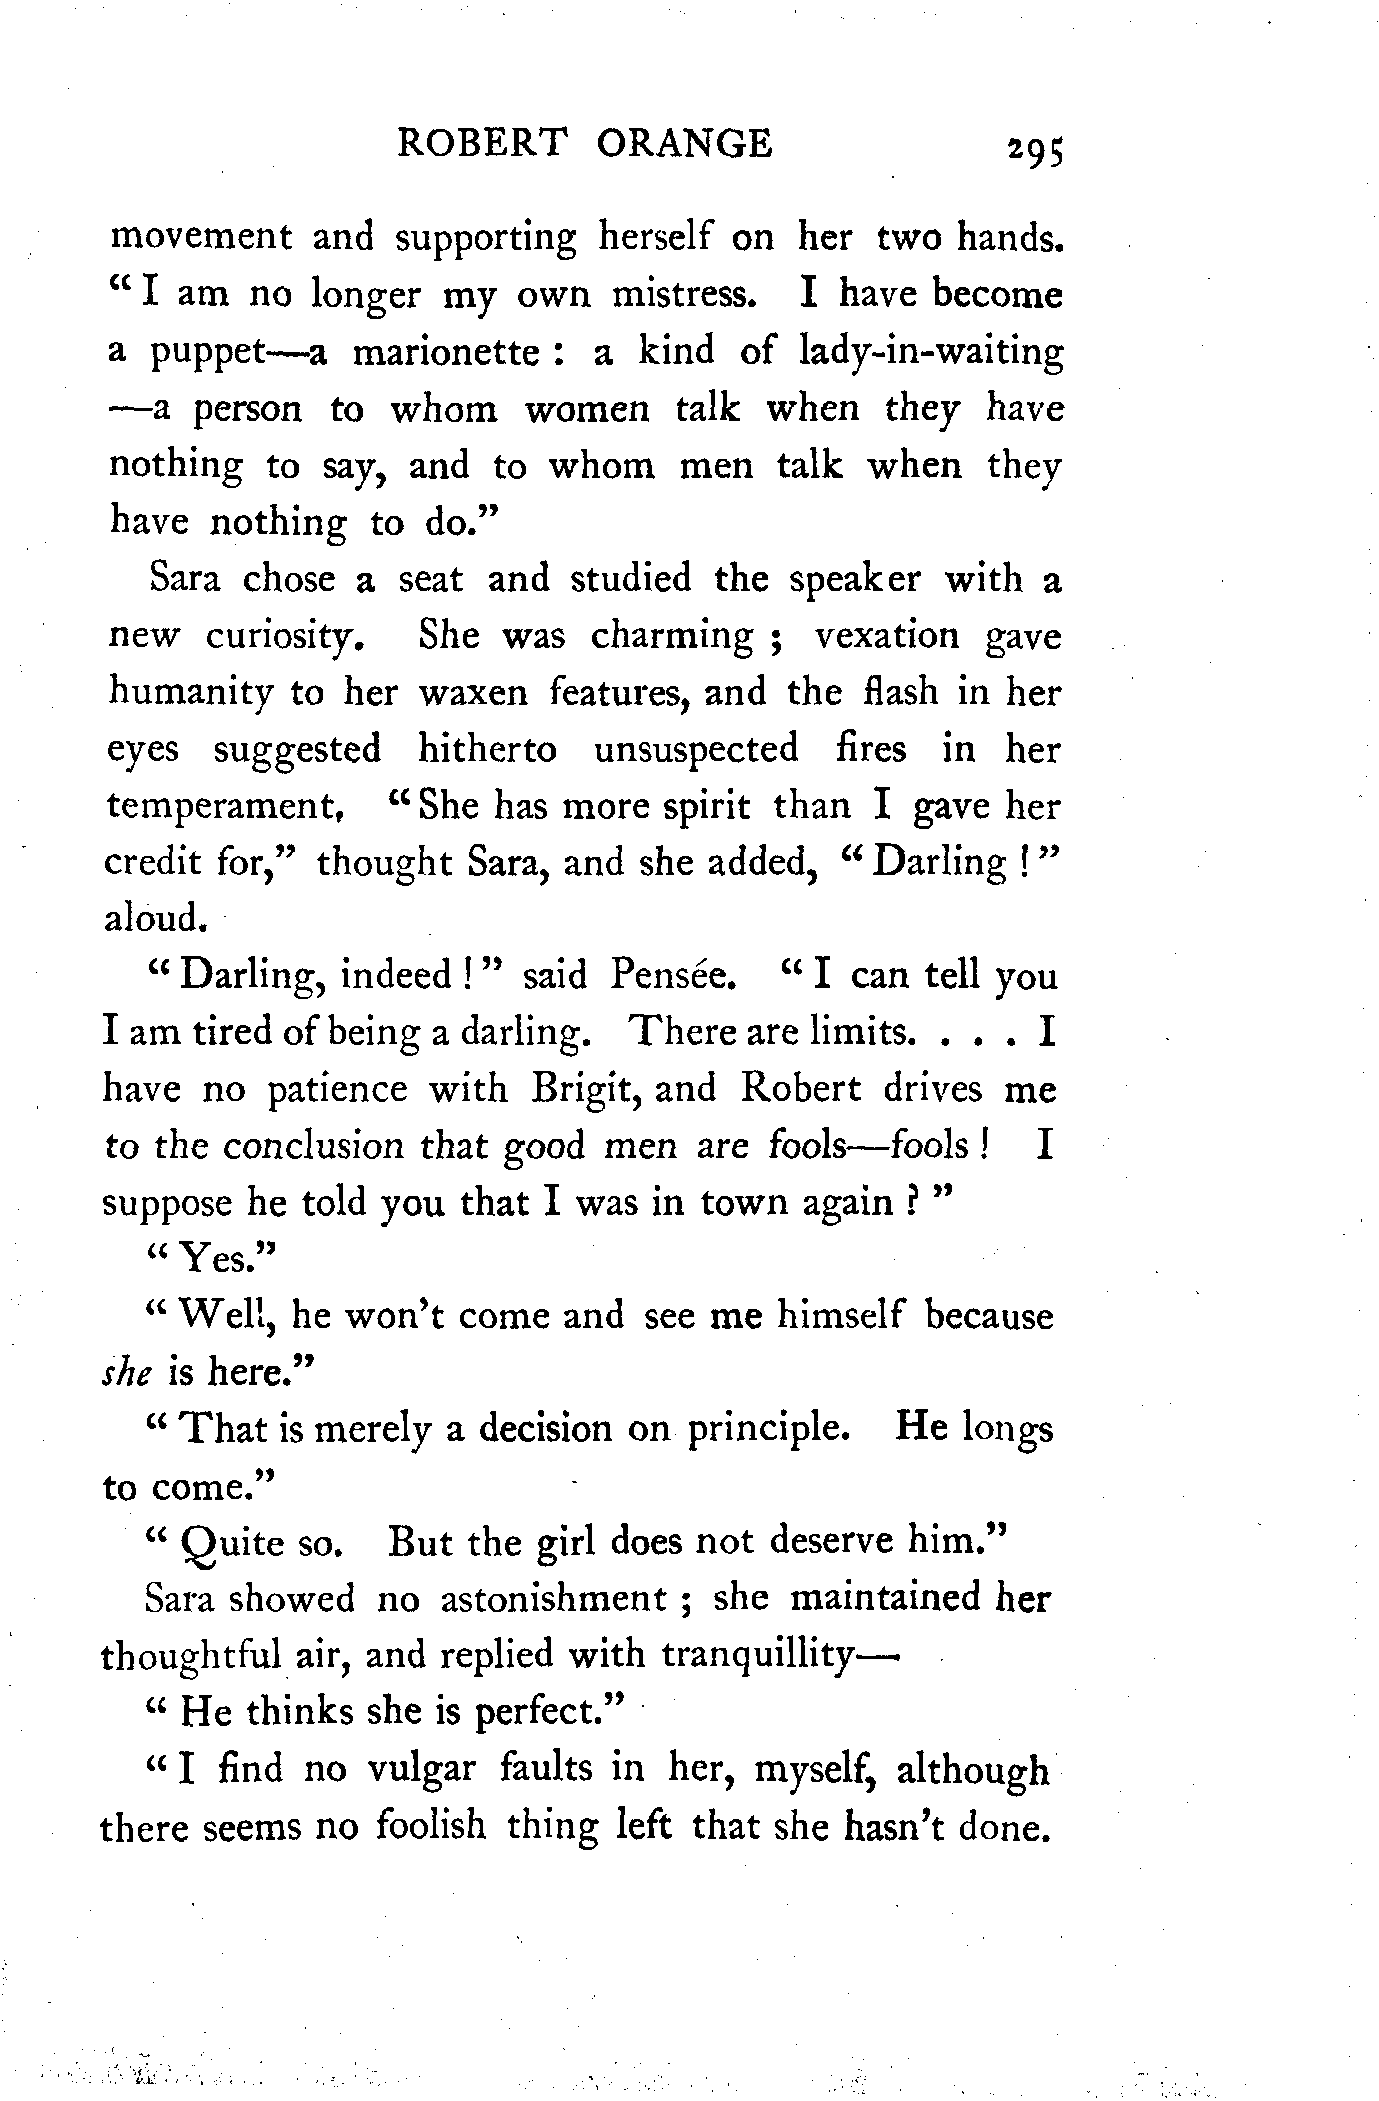 ROBERT ORANGE 295
movement and supporting herself on her two hands.
“ I am no longer my own mistress. I have become
a puppet—a marionette : a kind of lady-in-waiting
—a person to whom women talk when they have
nothing to say, and to whom men talk when they
have nothing to do.”
Sara chose a seat and studied the speaker with a
new curiosity. She was charming ; vexation gave
humanity to her waxen features, and the flash in her
eyes suggested hitherto unsuspected fires in her
temperament, “ She has more spirit than I gave her
credit for,” thought Sara, and she added, “ Darling ! ”
aloud.
“ Darling, indeed ! ” said Pensée. “ I can tell you
I am tired of being a darling. There are limits. . . . I
have no patience with Brigit, and Robert drives me
to the conclusion that good men are fools—fools ! I
suppose he told you that I was in town again ? ”
“ Yes.”
“ Well, he won’t come and see me himself because
she is here.”
“ That is merely a decision on principle. He longs
to come.”
“ Quite so. But the girl does not deserve him.”
Sara showed no astonishment ; she maintained her
thoughtful air, and replied with tranquillity—
“ He thinks she is perfect.”
“ I find no vulgar faults in her, myself, although
there seems no foolish thing left that she hasn’t done.